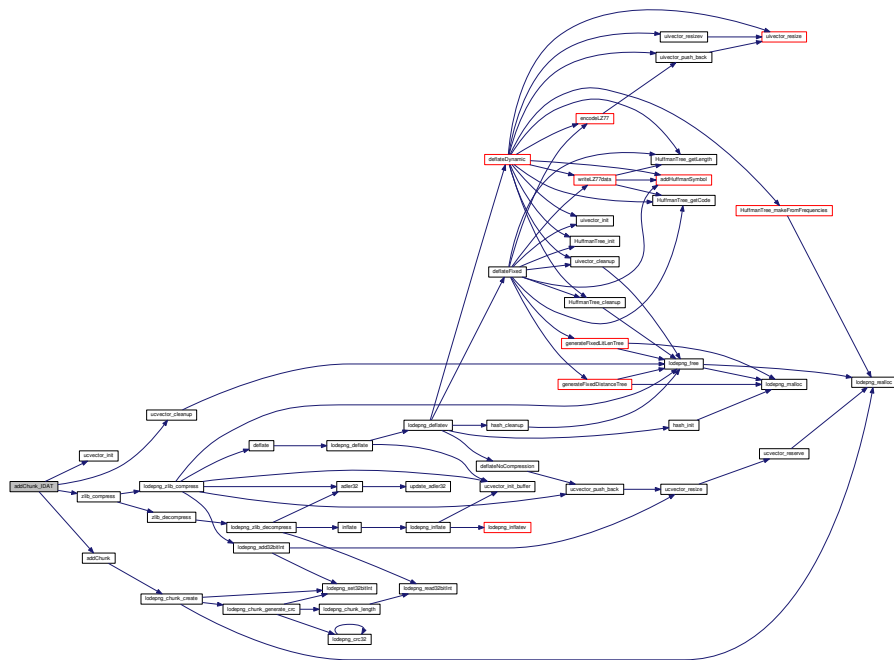 uivector_resizev
uivector_resize
uivector_push_back
encodeLZ77
deflateDynamic
HuffmanTree_getLength
writeLZ77data
addHuffmanSymbol
HuffmanTree_getCode
HuffmanTree_makeFromFrequencies
uivector_init
HuffmanTree_init
uivector_cleanup
deflateFixed
HuffmanTree_cleanup
generateFixedLitLenTree
lodepng_free
generateFixedDistanceTree
lodepng_malloc
lodepng_realloc
ucvector_cleanup
lodepng_deflatev
hash_cleanup
hash_init
ucvector_init
deflate
lodepng_deflate
deflateNoCompression
ucvector_reserve
addChunk_IDAT
zlib_compress
lodepng_zlib_compress
adler32
update_adler32
ucvector_init_buffer
ucvector_push_back
ucvector_resize
zlib_decompress
lodepng_zlib_decompress
inflate
lodepng_inflate
lodepng_inflatev
lodepng_add32bitInt
addChunk
lodepng_chunk_create
lodepng_set32bitInt
lodepng_read32bitInt
lodepng_chunk_generate_crc
lodepng_chunk_length
lodepng_crc32